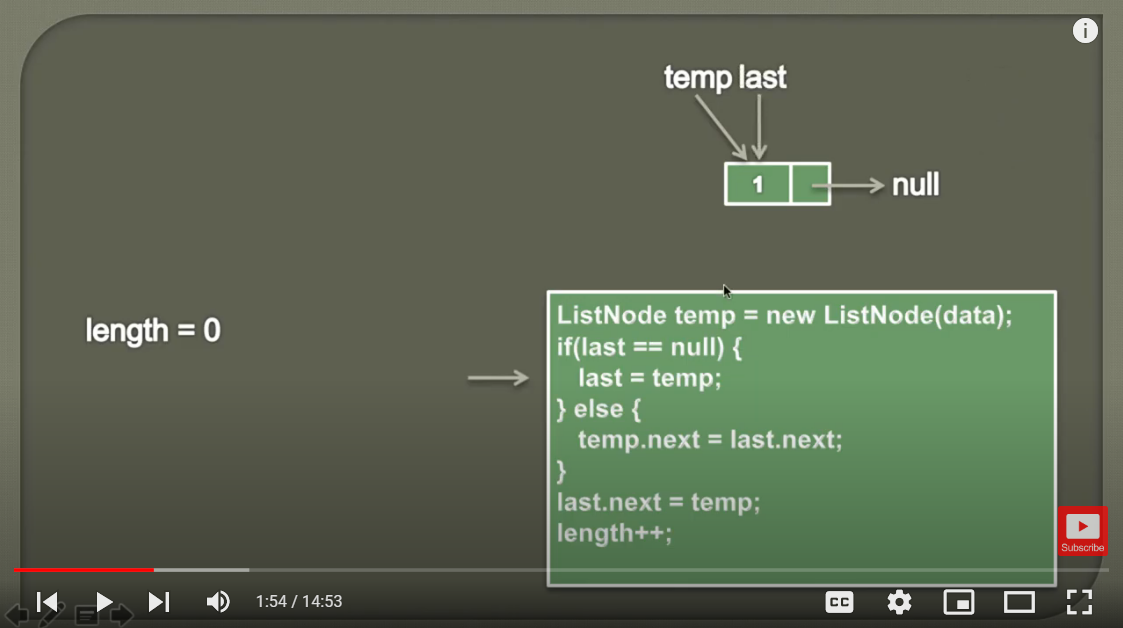 temp last
1
null
length = 0
ListNode temp = new ListNode(data);
if(last == null) {
last = temp;
} else {
temp.next = last.next;
}
last.next = temp;
length++;
Subscribe
1:54 / 14:53
CC